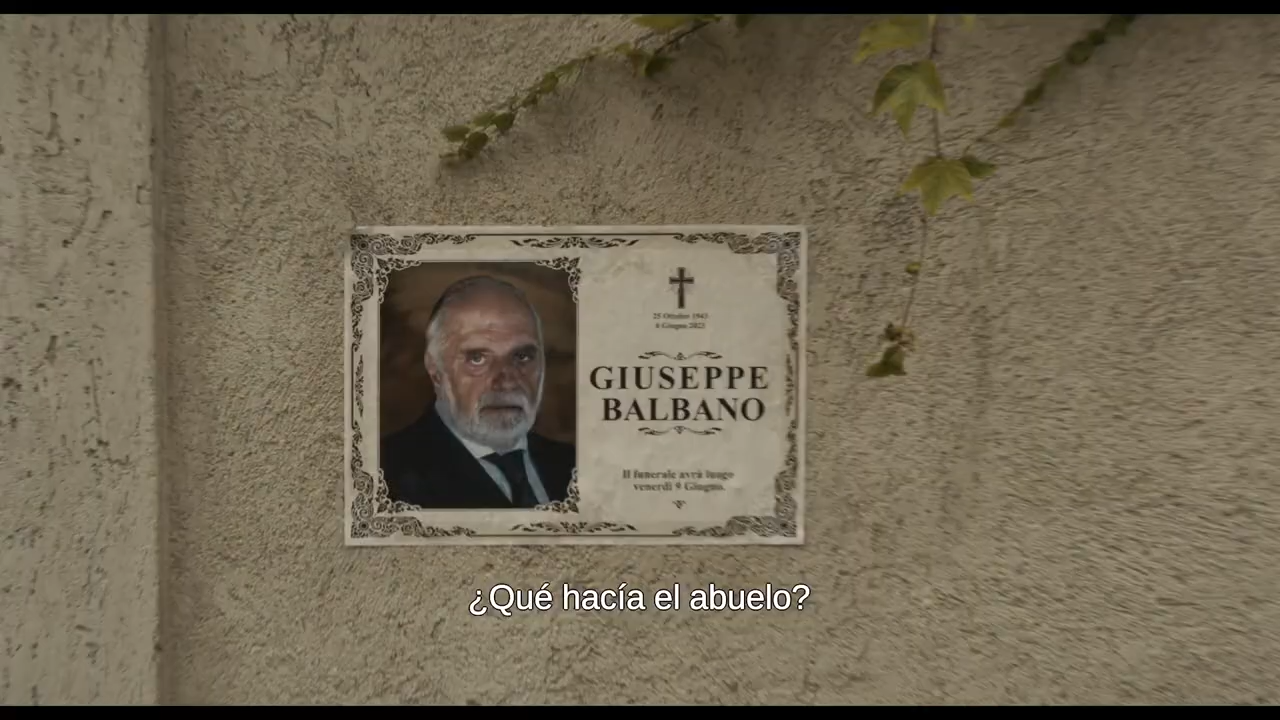 25 Ottobre 1943
6 Giugno 2023
GIUSEPPE
BALBANO
Il funerale avrà luogo
venerdì 9 Giugno.
¿Qué hacía el abuelo?